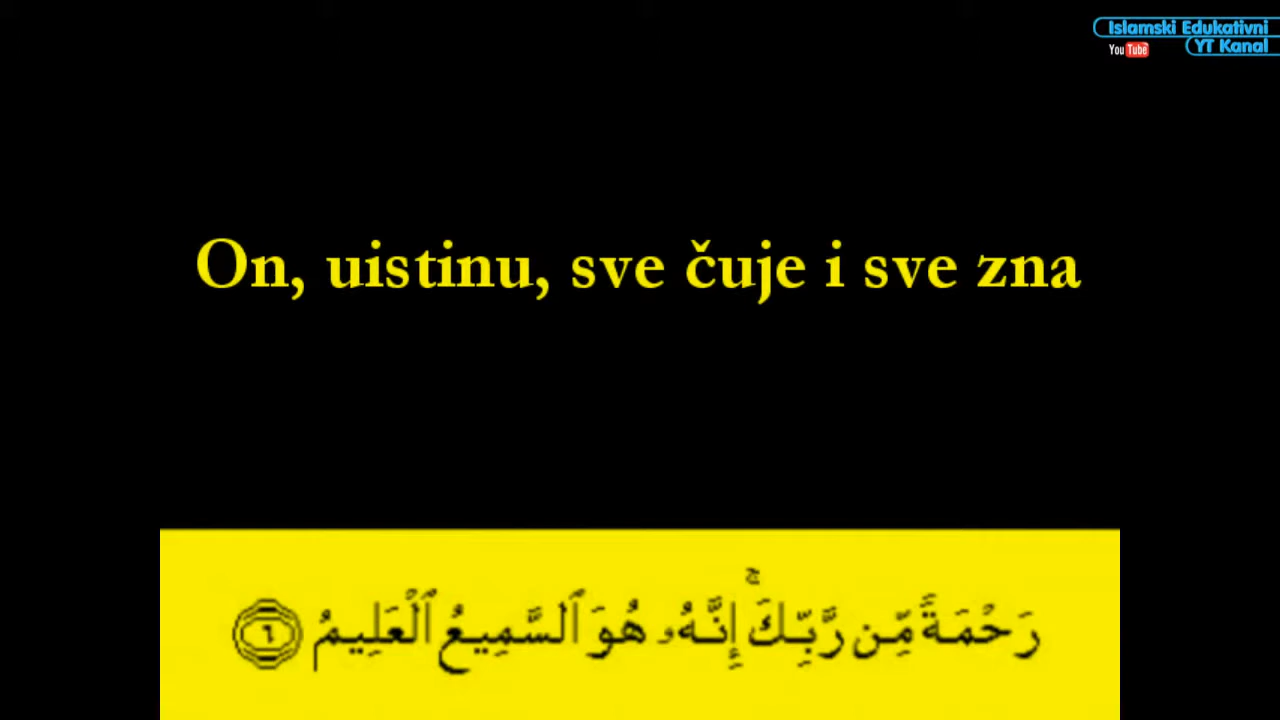 Islamski Edukativni
YouTube YT Kanal
On, uistinu, sve čuje i sve zna
رَحْمَةً مِّن رَّبِّكَ ۚ إِنَّهُۥ هُوَ ٱلسَّمِيعُ ٱلْعَلِيمُ ٦